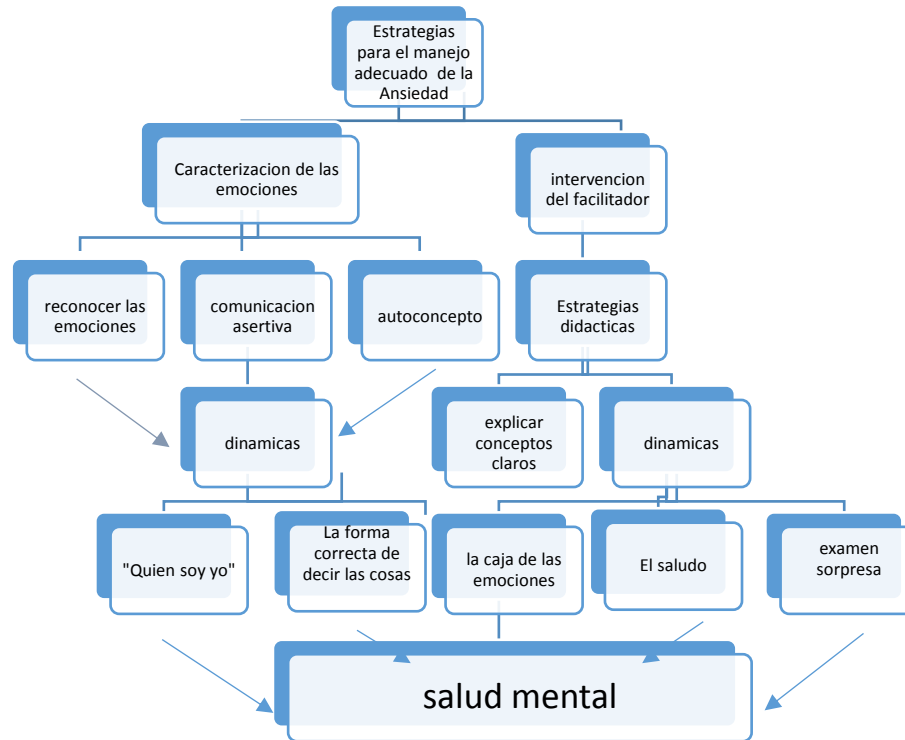 Estrategias
para el manejo
adecuado de la
Ansiedad
Caracterizacion de las
emociones
intervencion
del facilitador
reconocer las
emociones
comunicacion
asertiva
autoconcepto
Estrategias
didacticas
dinamicas
explicar
conceptos
claros
dinamicas
"Quien soy yo"
La forma
correcta de
decir las cosas
la caja de las
emociones
El saludo
examen
sorpresa
salud mental